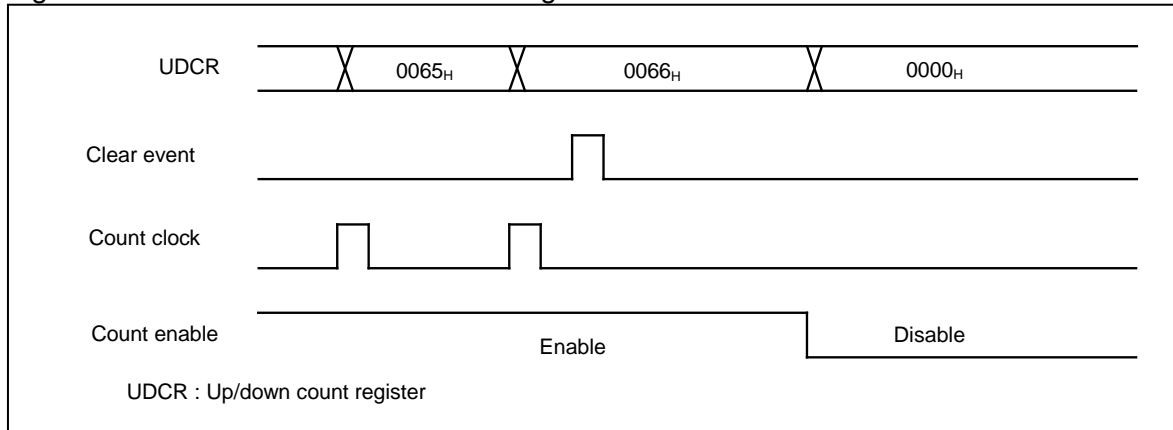 UDCR 0065H 0066H 0000H
Clear event
Count clock
Count enable Enable Disable
UDCR : Up/down count register